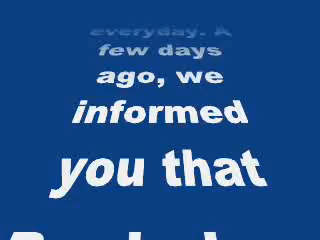 everyday. A
few days
ago, we
informed
you that